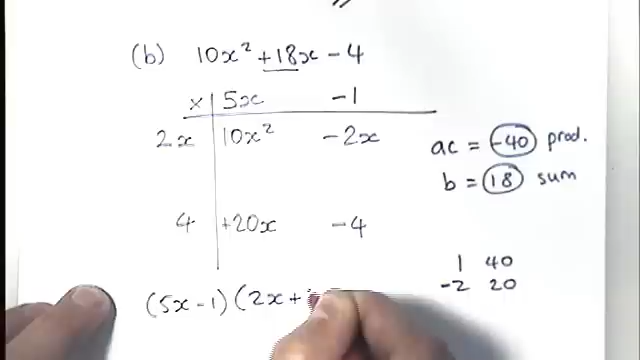 (b) 10x² + 18x - 4
x 5x -1
2x 10x² -2x
ac = -40 prod.
b = 18 sum
4 +20x -4
1 40
-2 20
(5x - 1) (2x +